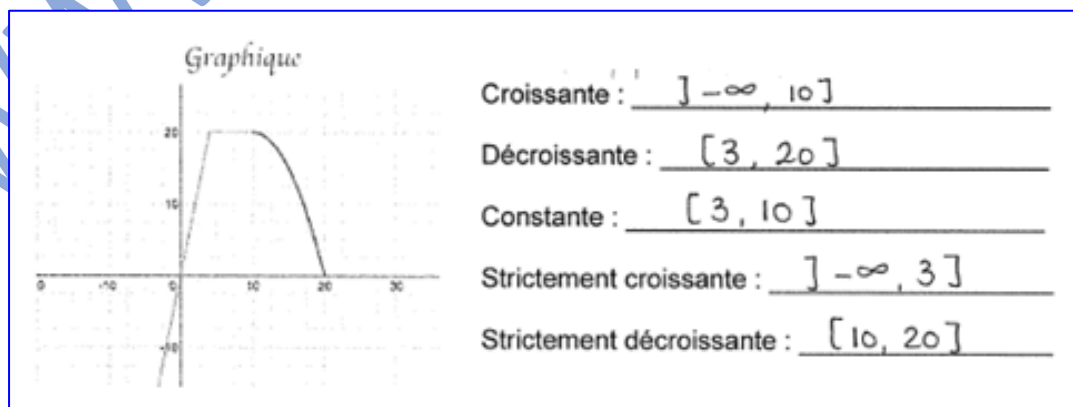 Graphique
Croissante : ]-∞, 10]
Décroissante : [3, 20]
Constante : [3, 10]
Strictement croissante : ]-∞, 3]
Strictement décroissante : [10, 20]
20
10
0 -10 0 10 20 30
-10